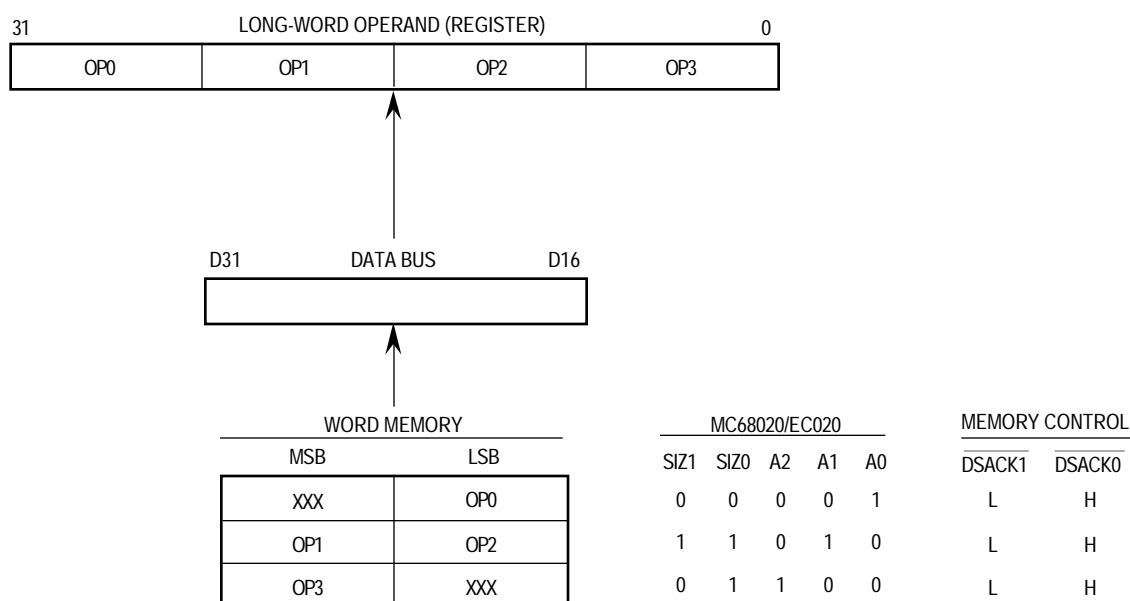 31 LONG-WORD OPERAND (REGISTER) 0
OP0 OP1 OP2 OP3
D31 DATA BUS D16
WORD MEMORY MC68020/EC020 MEMORY CONTROL
MSB LSB SIZ1 SIZ0 A2 A1 A0 DSACK1 DSACK0
XXX OP0 0 0 0 0 1 L H
OP1 OP2 1 1 0 1 0 L H
OP3 XXX 0 1 1 0 0 L H